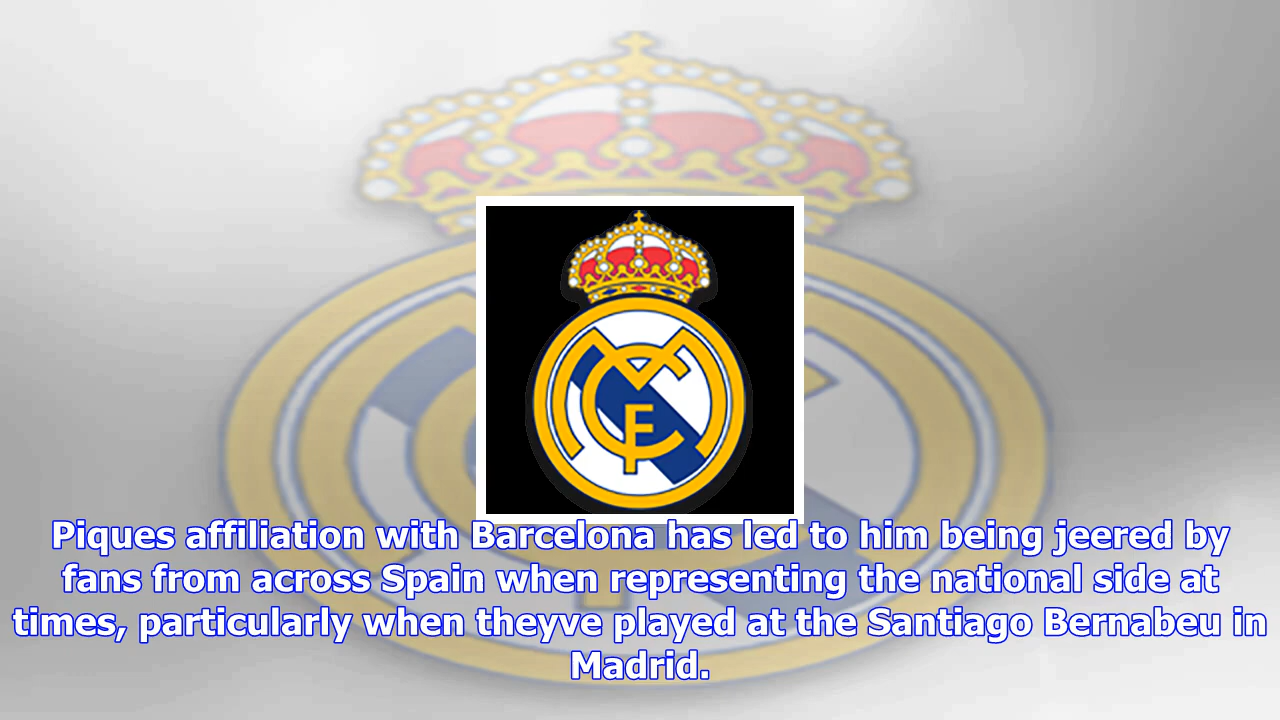 Piques affiliation with Barcelona has led to him being jeered by
fans from across Spain when representing the national side at
times, particularly when theyve played at the Santiago Bernabeu in
Madrid.